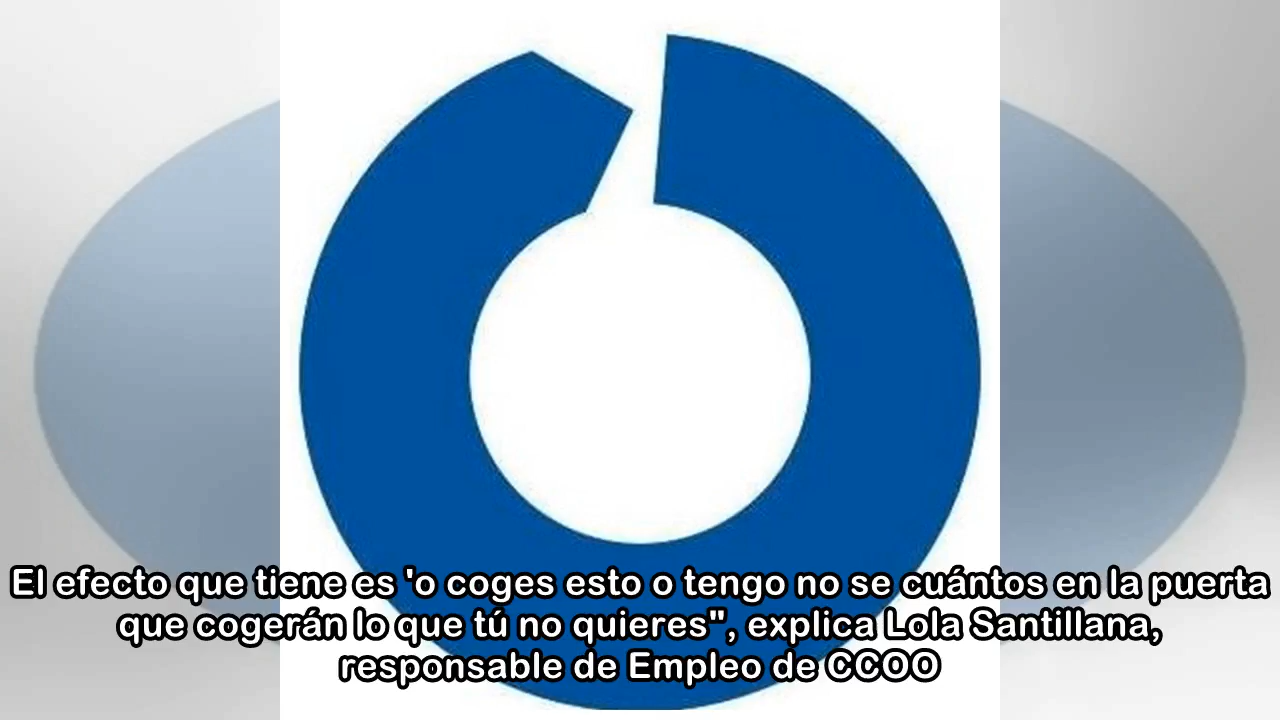 El efecto que tiene es 'o coges esto o tengo no se cuántos en la puerta
que cogerán lo que tú no quieres", explica Lola Santillana,
responsable de Empleo de CCOO